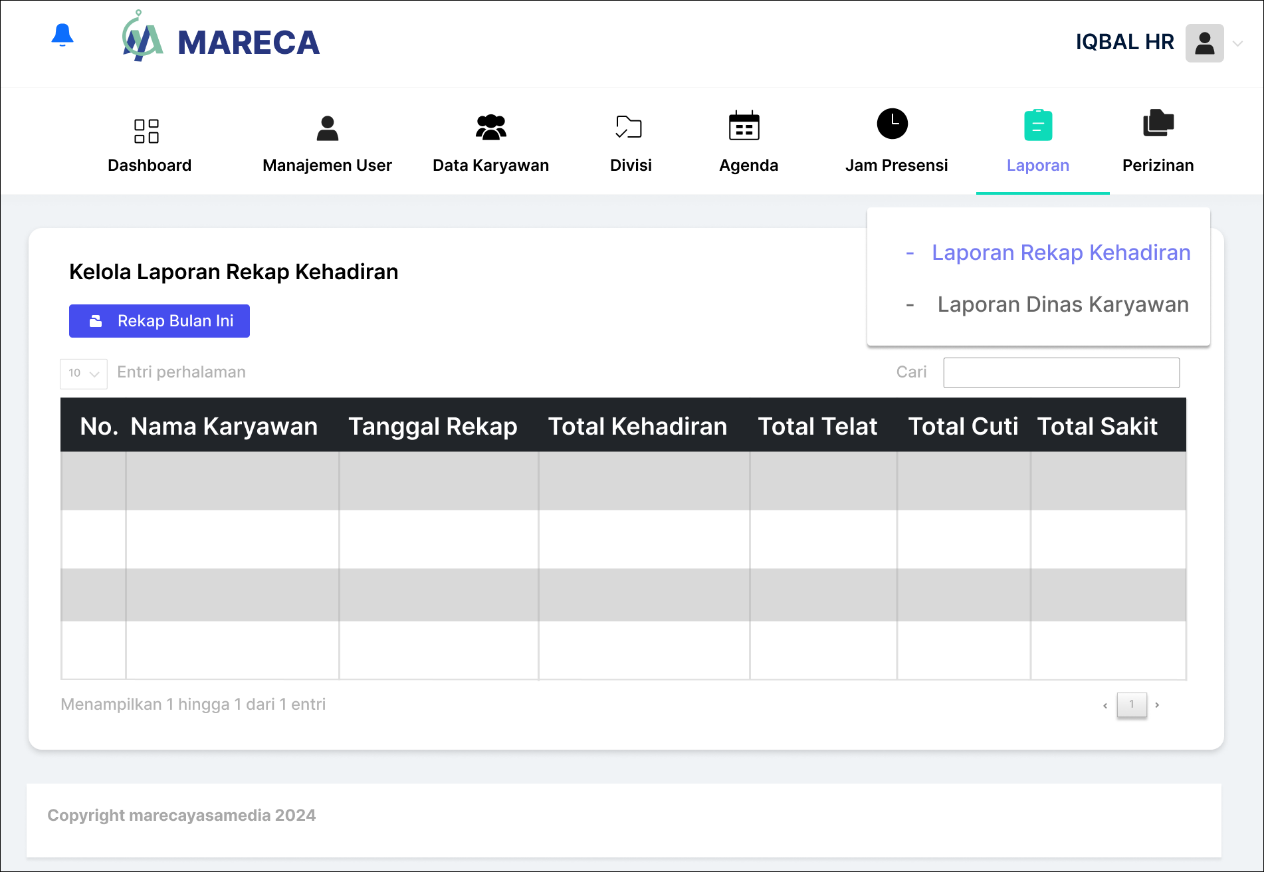 MARECA
IQBAL HR
Dashboard
Manajemen User
Data Karyawan
Divisi
Agenda
Jam Presensi
Laporan
Perizinan
- Laporan Rekap Kehadiran
- Laporan Dinas Karyawan
Kelola Laporan Rekap Kehadiran
Rekap Bulan Ini
10 Entri perhalaman
Cari
No. Nama Karyawan Tanggal Rekap Total Kehadiran Total Telat Total Cuti Total Sakit
Menampilkan 1 hingga 1 dari 1 entri
‹ 1 ›
Copyright marecayasamedia 2024